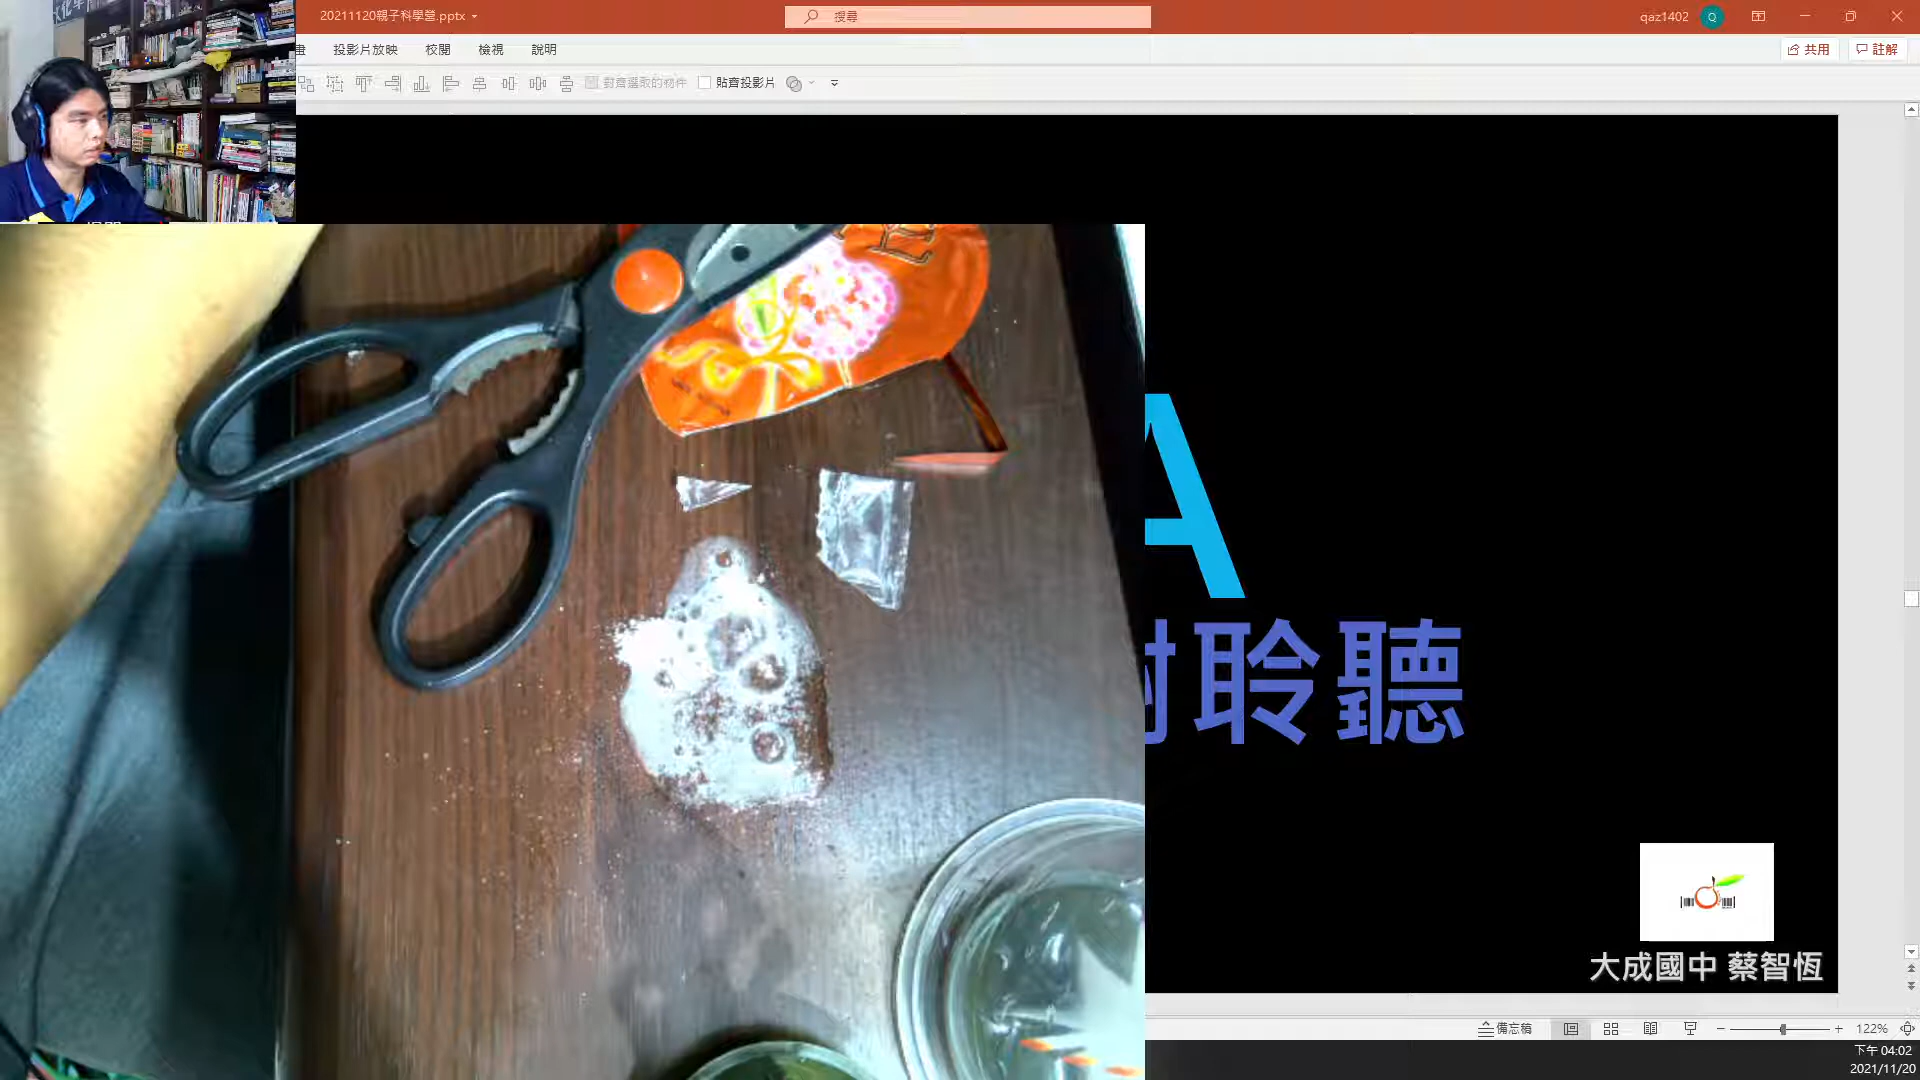 20211120親子科學營.pptx
搜尋
qaz1402
Q
投影片放映 校閱 檢視 說明
共用
註解
對齊選取的物件
貼齊投影片
A
聆聽
大成國中 蔡智恆
備忘稿
122%
下午 04:02
2021/11/20